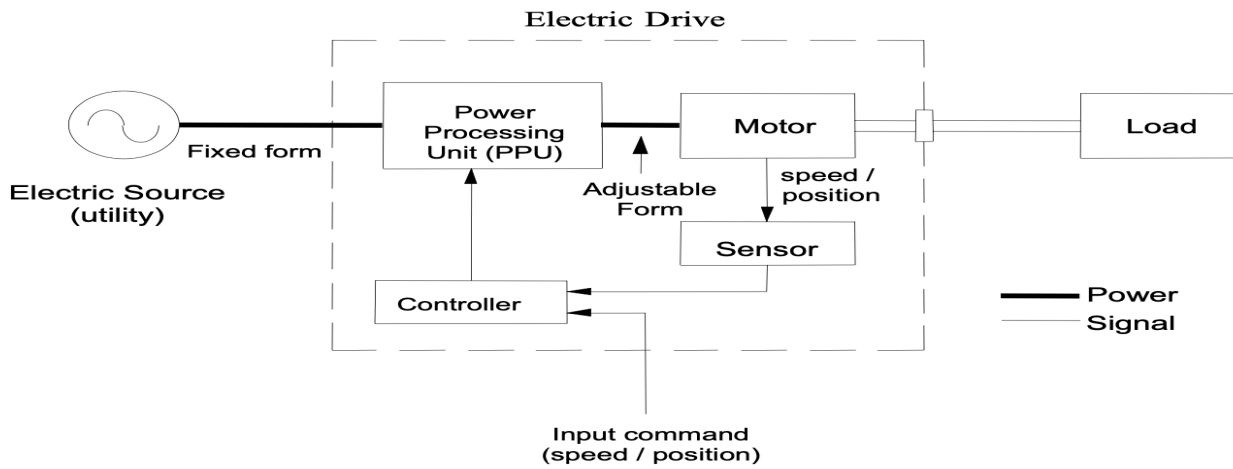 Electric Drive
Power
Processing
Unit (PPU)
Motor
Load
Fixed form
Electric Source
(utility)
Adjustable
Form
speed /
position
Sensor
Controller
Power
Signal
Input command
(speed / position)